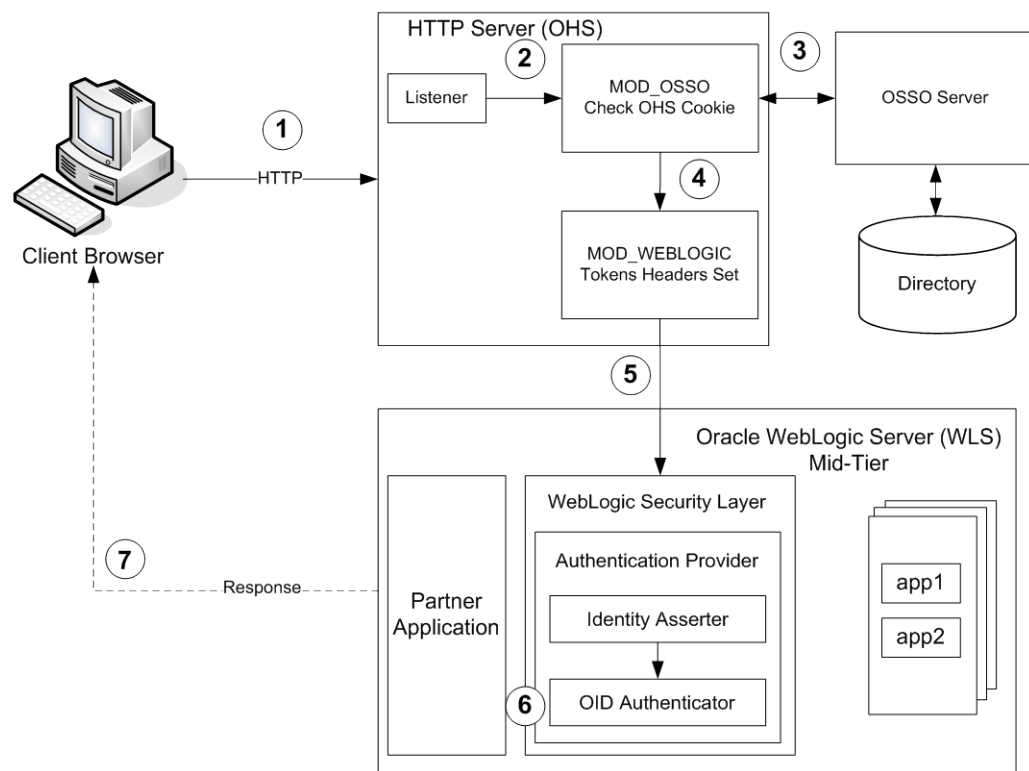 HTTP Server (OHS)
1
HTTP
Client Browser
2
Listener
MOD_OSSO
Check OHS Cookie
3
OSSO Server
4
MOD_WEBLOGIC
Tokens Headers Set
Directory
5
Oracle WebLogic Server (WLS)
Mid-Tier
WebLogic Security Layer
Authentication Provider
Identity Asserter
OID Authenticator
6
Partner
Application
app1
app2
7
Response